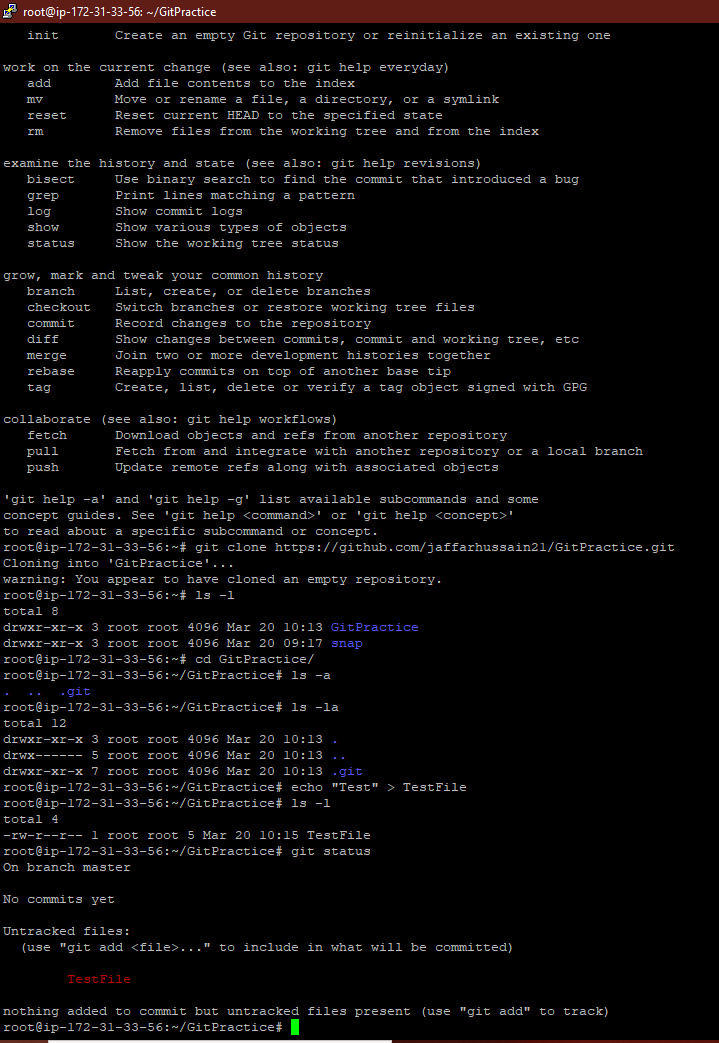 root@ip-172-31-33-56: ~/GitPractice
   init       Create an empty Git repository or reinitialize an existing one
work on the current change (see also: git help everyday)
   add        Add file contents to the index
   mv         Move or rename a file, a directory, or a symlink
   reset      Reset current HEAD to the specified state
   rm         Remove files from the working tree and from the index
examine the history and state (see also: git help revisions)
   bisect     Use binary search to find the commit that introduced a bug
   grep       Print lines matching a pattern
   log        Show commit logs
   show       Show various types of objects
   status     Show the working tree status
grow, mark and tweak your common history
   branch     List, create, or delete branches
   checkout   Switch branches or restore working tree files
   commit     Record changes to the repository
   diff       Show changes between commits, commit and working tree, etc
   merge      Join two or more development histories together
   rebase     Reapply commits on top of another base tip
   tag        Create, list, delete or verify a tag object signed with GPG
collaborate (see also: git help workflows)
   fetch      Download objects and refs from another repository
   pull       Fetch from and integrate with another repository or a local branch
   push       Update remote refs along with associated objects
'git help -a' and 'git help -g' list available subcommands and some
concept guides. See 'git help <command>' or 'git help <concept>'
to read about a specific subcommand or concept.
root@ip-172-31-33-56:~# git clone https://github.com/jaffarhussain21/GitPractice.git
Cloning into 'GitPractice'...
warning: You appear to have cloned an empty repository.
root@ip-172-31-33-56:~# ls -l
total 8
drwxr-xr-x 3 root root 4096 Mar 20 10:13 GitPractice
drwxr-xr-x 3 root root 4096 Mar 20 09:17 snap
root@ip-172-31-33-56:~# cd GitPractice/
root@ip-172-31-33-56:~/GitPractice# ls -a
.  ..  .git
root@ip-172-31-33-56:~/GitPractice# ls -la
total 12
drwxr-xr-x 3 root root 4096 Mar 20 10:13 .
drwx------ 5 root root 4096 Mar 20 10:13 ..
drwxr-xr-x 7 root root 4096 Mar 20 10:13 .git
root@ip-172-31-33-56:~/GitPractice# echo "Test" > TestFile
root@ip-172-31-33-56:~/GitPractice# ls -l
total 4
-rw-r--r-- 1 root root 5 Mar 20 10:15 TestFile
root@ip-172-31-33-56:~/GitPractice# git status
On branch master
No commits yet
Untracked files:
  (use "git add <file>..." to include in what will be committed)
        TestFile
nothing added to commit but untracked files present (use "git add" to track)
root@ip-172-31-33-56:~/GitPractice#